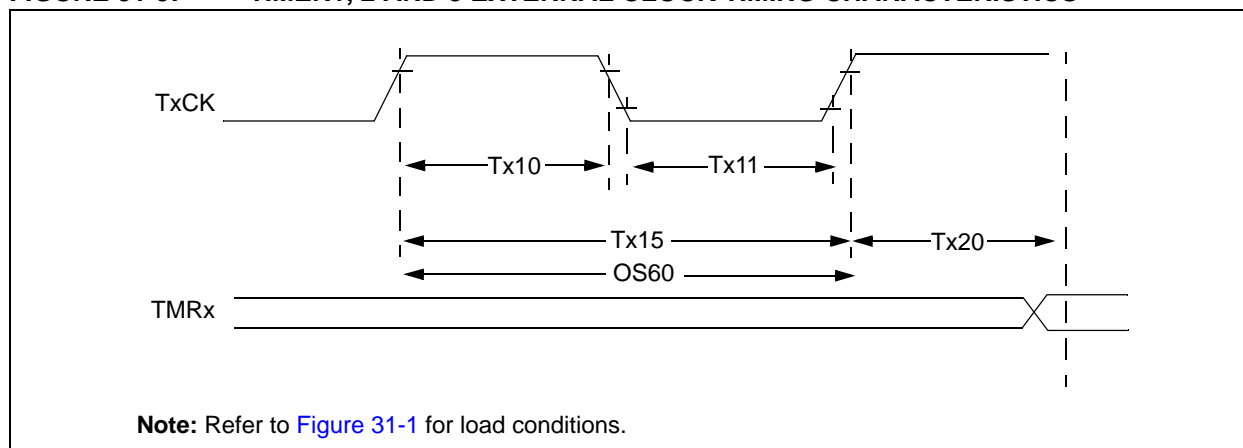 TxCK
Tx10
Tx11
Tx15
Tx20
OS60
TMRx
Note: Refer to Figure 31-1 for load conditions.